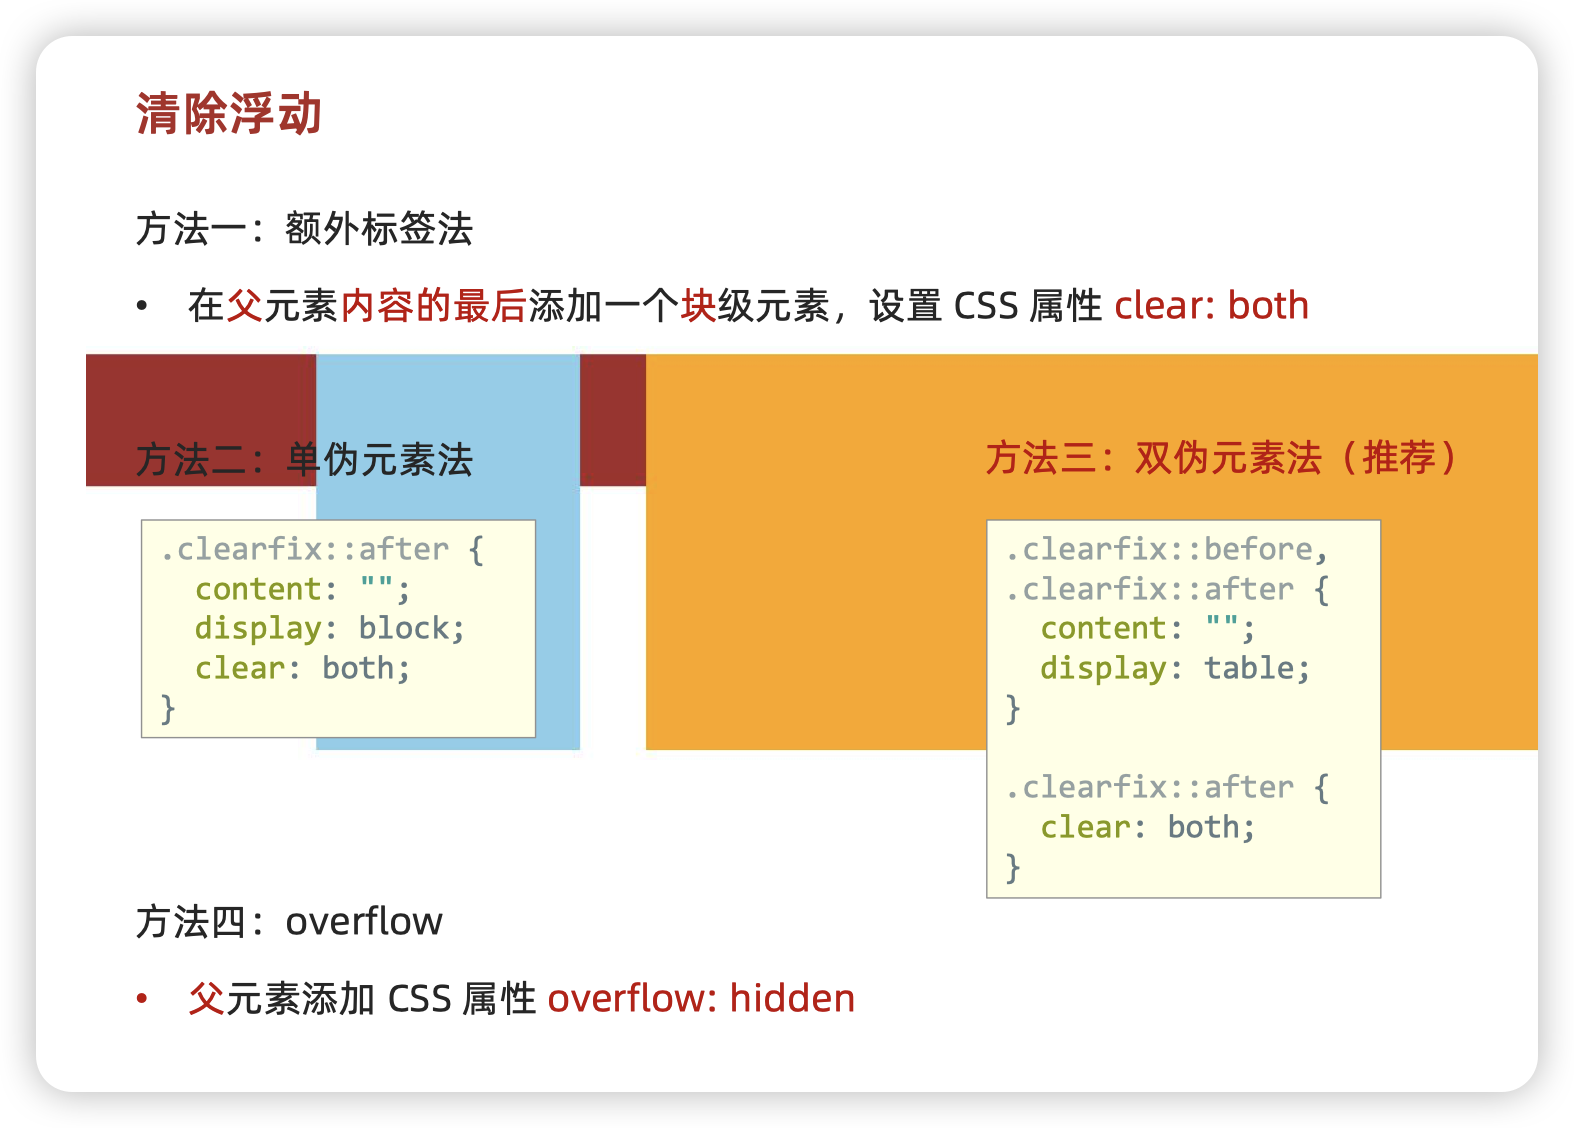 清除浮动
方法一：额外标签法
• 在父元素内容的最后添加一个块级元素，设置 CSS 属性 clear: both
方法二：单伪元素法
.clearfix::after {
  content: "";
  display: block;
  clear: both;
}
方法三：双伪元素法（推荐）
.clearfix::before,
.clearfix::after {
  content: "";
  display: table;
}
.clearfix::after {
  clear: both;
}
方法四：overflow
• 父元素添加 CSS 属性 overflow: hidden